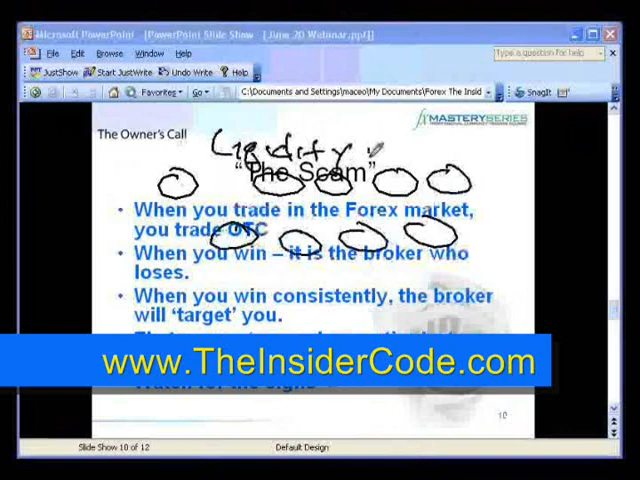 Microsoft PowerPoint - [PowerPoint Slide Show - [June 20 Webinar.ppt]]
File Edit Browse Window Help
Type a question for help
JustShow Start JustWrite Undo Write Help
Favorites Go C:\Documents and Settings\maceo\My Documents\Forex The Insid SnagIt
MASTERYSERIES
The Owner's Call
Liqidity
"The Scam"
• When you trade in the Forex market,
you trade OTC
• When you win – it is the broker who
loses.
• When you win consistently, the broker
will 'target' you.
www.TheInsiderCode.com
10
Slide Show 10 of 12 Default Design